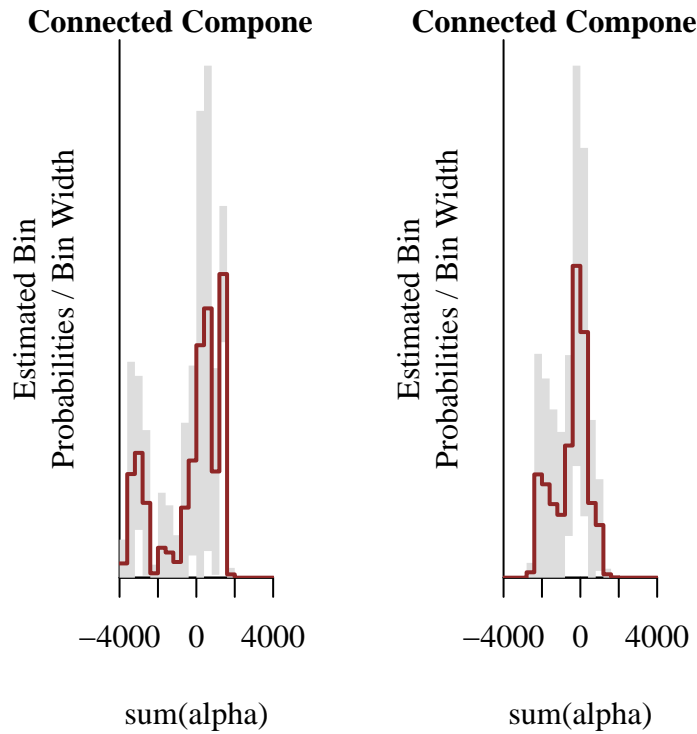 Connected Compone
Estimated Bin
Probabilities / Bin Width
−4000 0 4000
sum(alpha)
Connected Compone
Estimated Bin
Probabilities / Bin Width
−4000 0 4000
sum(alpha)